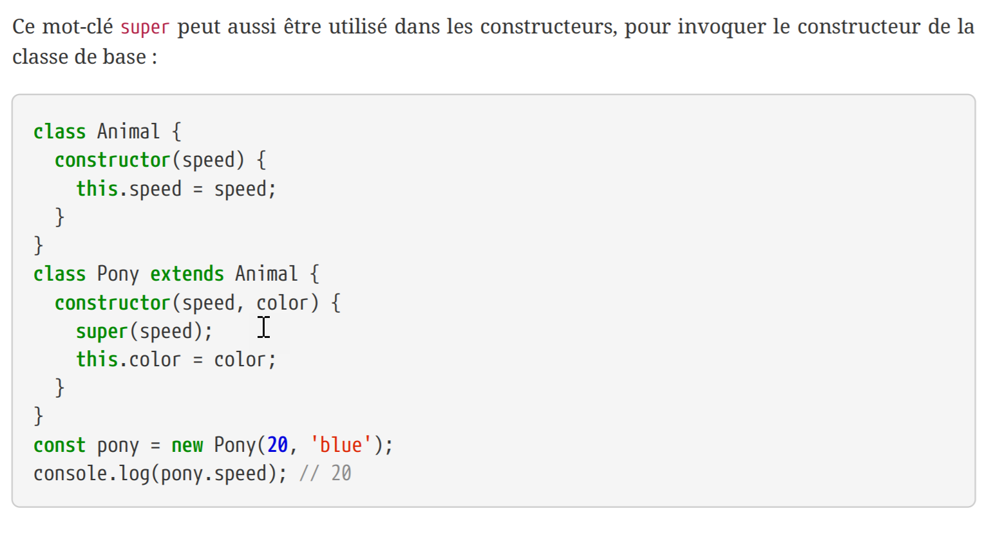 Ce mot-clé super peut aussi être utilisé dans les constructeurs, pour invoquer le constructeur de la
classe de base :
class Animal {
  constructor(speed) {
    this.speed = speed;
  }
}
class Pony extends Animal {
  constructor(speed, color) {
    super(speed);
    this.color = color;
  }
}
const pony = new Pony(20, 'blue');
console.log(pony.speed); // 20